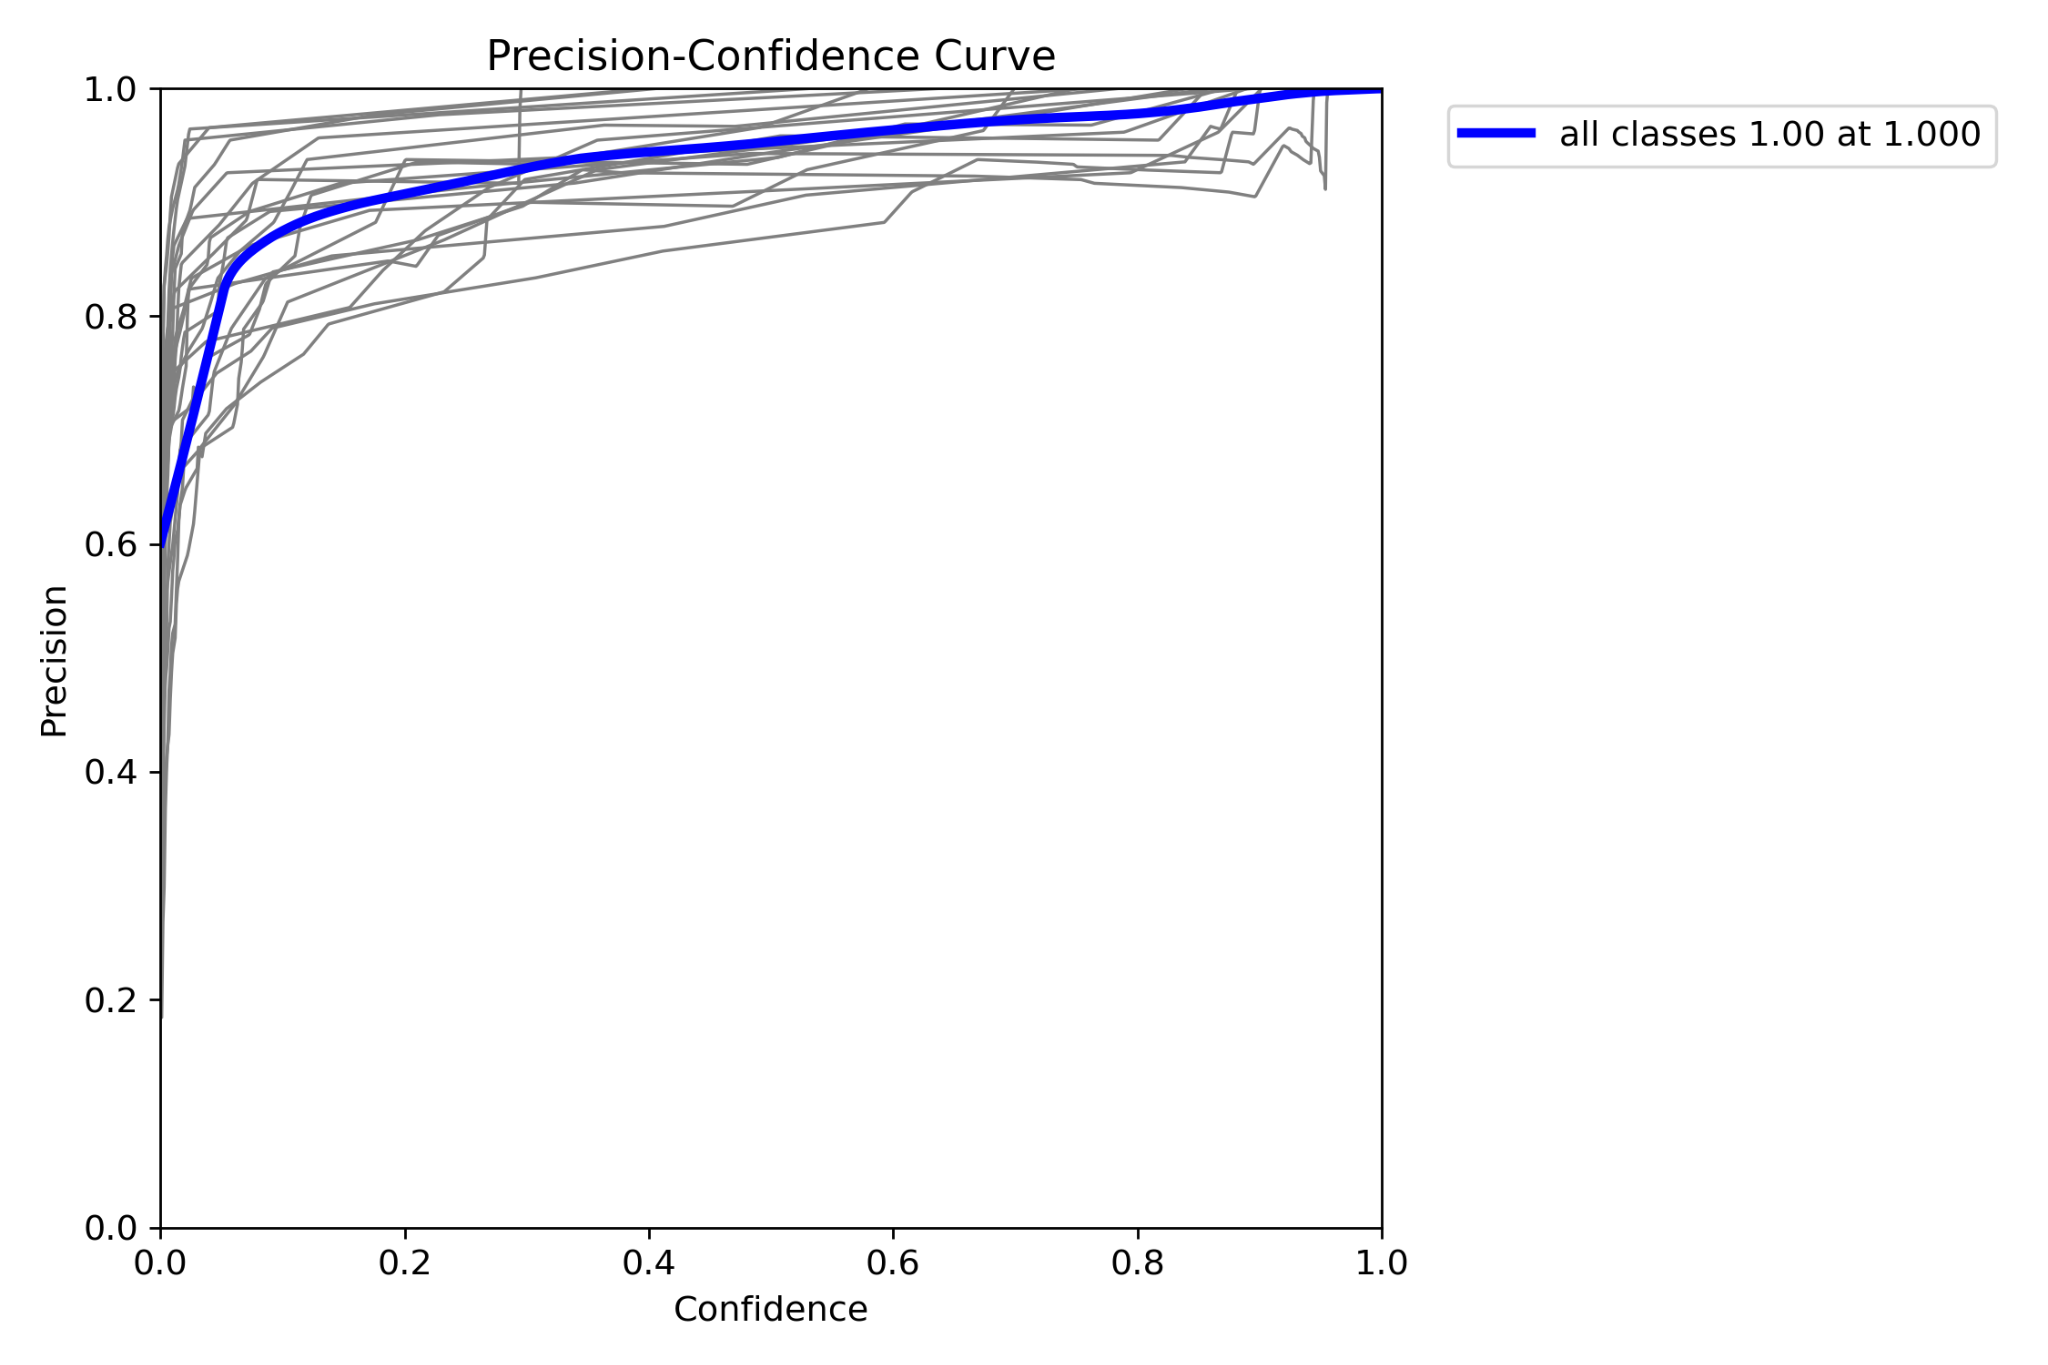 Precision-Confidence Curve
all classes 1.00 at 1.000
1.0
0.8
0.6
0.4
0.2
0.0
Precision
0.0 0.2 0.4 0.6 0.8 1.0
Confidence